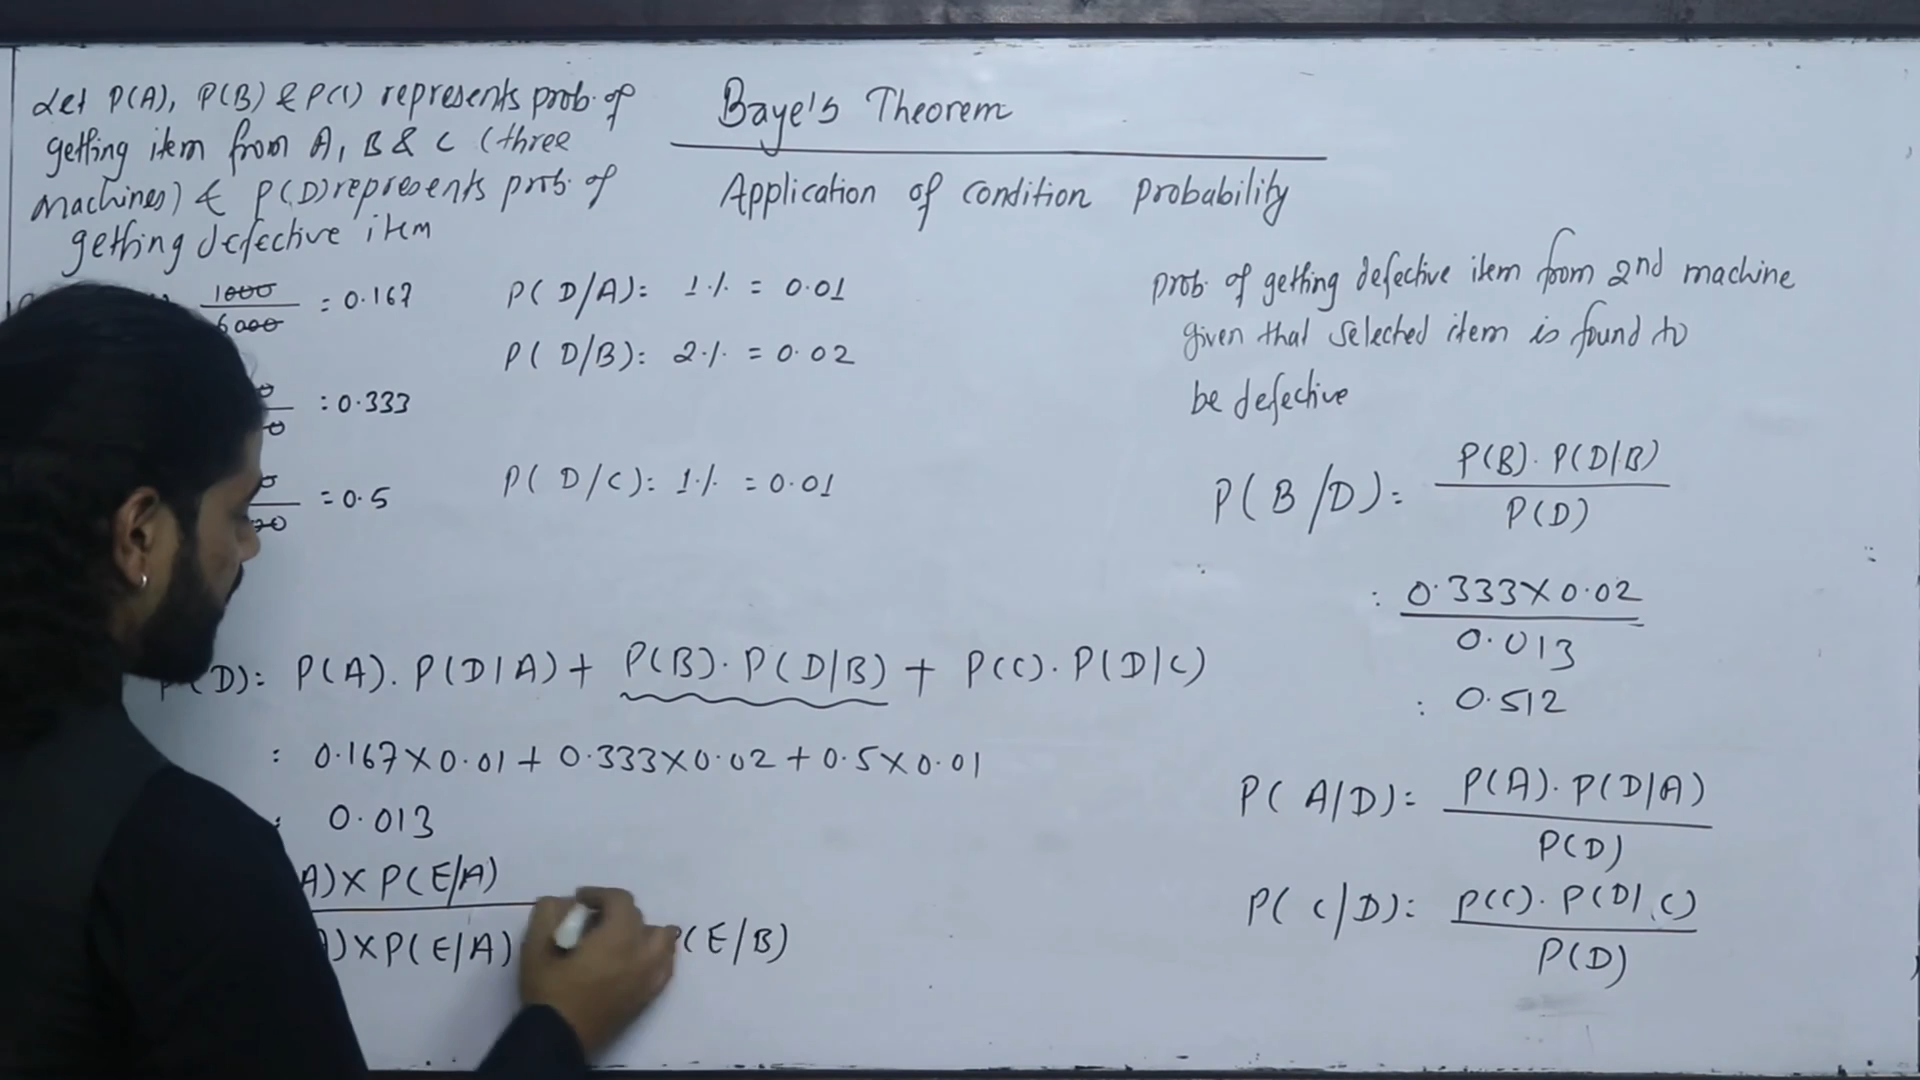 Let P(A), P(B) & P(C) represents prob. of
getting item from A, B & C (three
machines) & P(D) represents prob. of
getting defective item
Baye's Theorem
Application of condition probability
1000
6000
= 0.167
: 0.333
= 0.5
P( D/A): 1% = 0.01
P( D/B): 2% = 0.02
P( D/C): 1% = 0.01
P(D): P(A). P(D|A) + P(B). P(D|B) + P(C). P(D|C)
: 0.167×0.01 + 0.333×0.02 + 0.5×0.01
: 0.013
A)× P(E/A)
)×P(E/A) P(E/B)
prob. of getting defective item from 2nd machine
given that selected item is found to
be defective
P( B/D): P(B). P(D|B)
P(D)
: 0.333×0.02
0.013
: 0.512
P( A/D): P(A). P(D|A)
P(D)
P( C/D): P(C). P(D|C)
P(D)